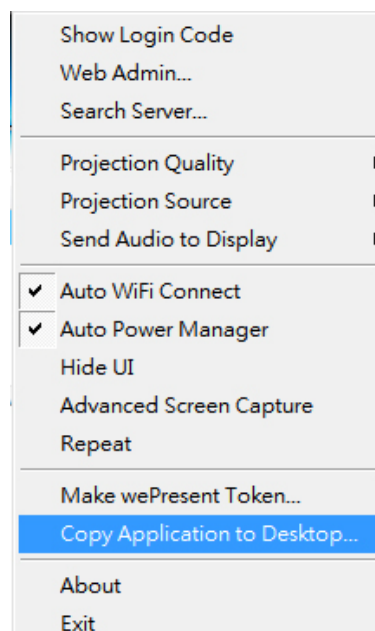 Show Login Code
Web Admin...
Search Server...
Projection Quality
Projection Source
Send Audio to Display
Auto WiFi Connect
Auto Power Manager
Hide UI
Advanced Screen Capture
Repeat
Make wePresent Token...
Copy Application to Desktop...
About
Exit